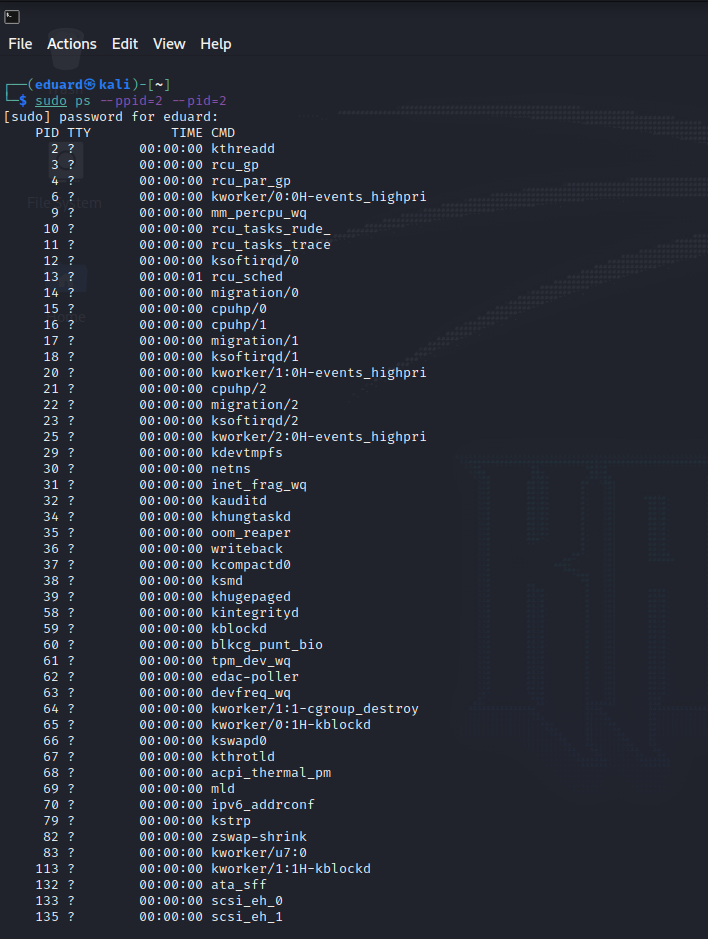 File Actions Edit View Help
┌──(eduard㉿kali)-[~]
└─$ sudo ps --ppid=2 --pid=2
[sudo] password for eduard:
PID TTY TIME CMD
2 ? 00:00:00 kthreadd
3 ? 00:00:00 rcu_gp
4 ? 00:00:00 rcu_par_gp
6 ? 00:00:00 kworker/0:0H-events_highpri
9 ? 00:00:00 mm_percpu_wq
10 ? 00:00:00 rcu_tasks_rude_
11 ? 00:00:00 rcu_tasks_trace
12 ? 00:00:00 ksoftirqd/0
13 ? 00:00:01 rcu_sched
14 ? 00:00:00 migration/0
15 ? 00:00:00 cpuhp/0
16 ? 00:00:00 cpuhp/1
17 ? 00:00:00 migration/1
18 ? 00:00:00 ksoftirqd/1
20 ? 00:00:00 kworker/1:0H-events_highpri
21 ? 00:00:00 cpuhp/2
22 ? 00:00:00 migration/2
23 ? 00:00:00 ksoftirqd/2
25 ? 00:00:00 kworker/2:0H-events_highpri
29 ? 00:00:00 kdevtmpfs
30 ? 00:00:00 netns
31 ? 00:00:00 inet_frag_wq
32 ? 00:00:00 kauditd
34 ? 00:00:00 khungtaskd
35 ? 00:00:00 oom_reaper
36 ? 00:00:00 writeback
37 ? 00:00:00 kcompactd0
38 ? 00:00:00 ksmd
39 ? 00:00:00 khugepaged
58 ? 00:00:00 kintegrityd
59 ? 00:00:00 kblockd
60 ? 00:00:00 blkcg_punt_bio
61 ? 00:00:00 tpm_dev_wq
62 ? 00:00:00 edac-poller
63 ? 00:00:00 devfreq_wq
64 ? 00:00:00 kworker/1:1-cgroup_destroy
65 ? 00:00:00 kworker/0:1H-kblockd
66 ? 00:00:00 kswapd0
67 ? 00:00:00 kthrotld
68 ? 00:00:00 acpi_thermal_pm
69 ? 00:00:00 mld
70 ? 00:00:00 ipv6_addrconf
79 ? 00:00:00 kstrp
82 ? 00:00:00 zswap-shrink
83 ? 00:00:00 kworker/u7:0
113 ? 00:00:00 kworker/1:1H-kblockd
132 ? 00:00:00 ata_sff
133 ? 00:00:00 scsi_eh_0
135 ? 00:00:00 scsi_eh_1